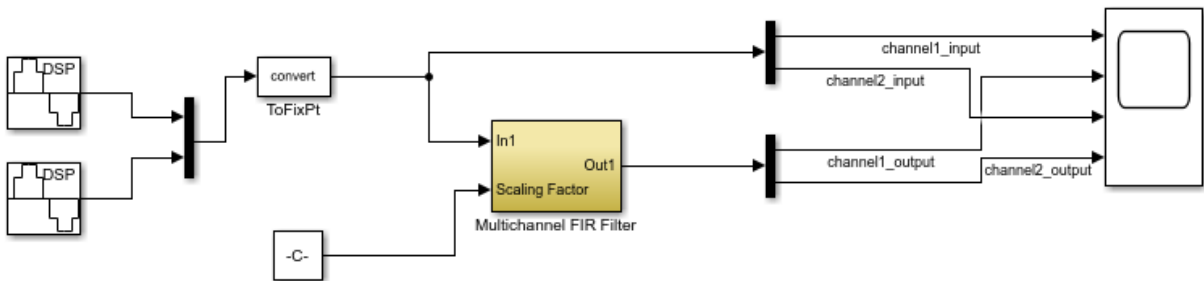 DSP
convert
ToFixPt
DSP
In1
Out1
Scaling Factor
Multichannel FIR Filter
-C-
channel1_input
channel2_input
channel1_output
channel2_output